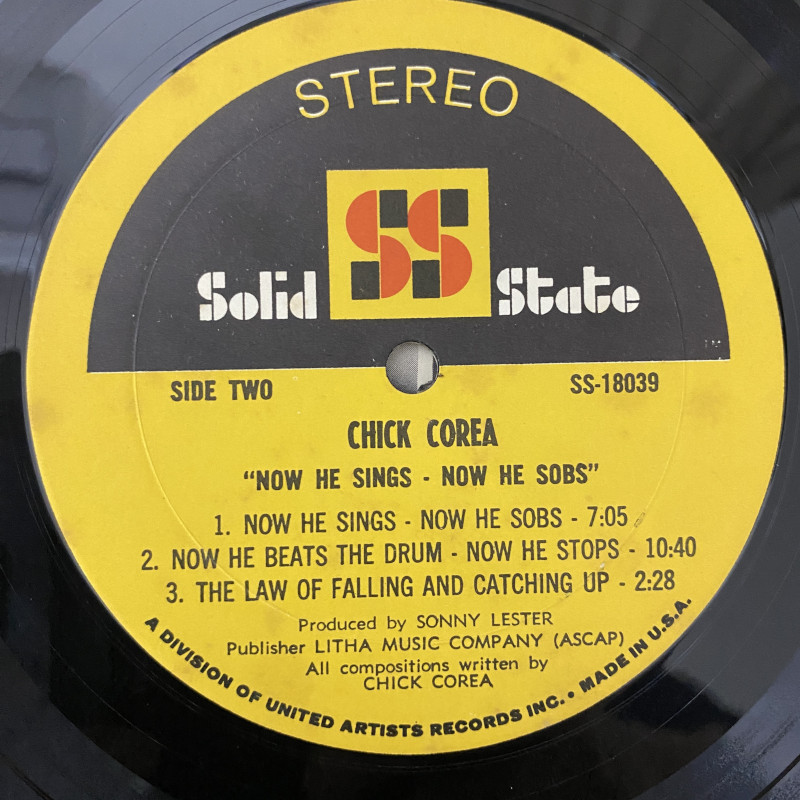 STEREO
SS
Solid State
TM
SIDE TWO
SS-18039
CHICK COREA
"NOW HE SINGS - NOW HE SOBS"
1. NOW HE SINGS - NOW HE SOBS - 7:05
2. NOW HE BEATS THE DRUM - NOW HE STOPS - 10:40
3. THE LAW OF FALLING AND CATCHING UP - 2:28
Produced by SONNY LESTER
Publisher LITHA MUSIC COMPANY (ASCAP)
All compositions written by
CHICK COREA
A DIVISION OF UNITED ARTISTS RECORDS INC. • MADE IN U.S.A.